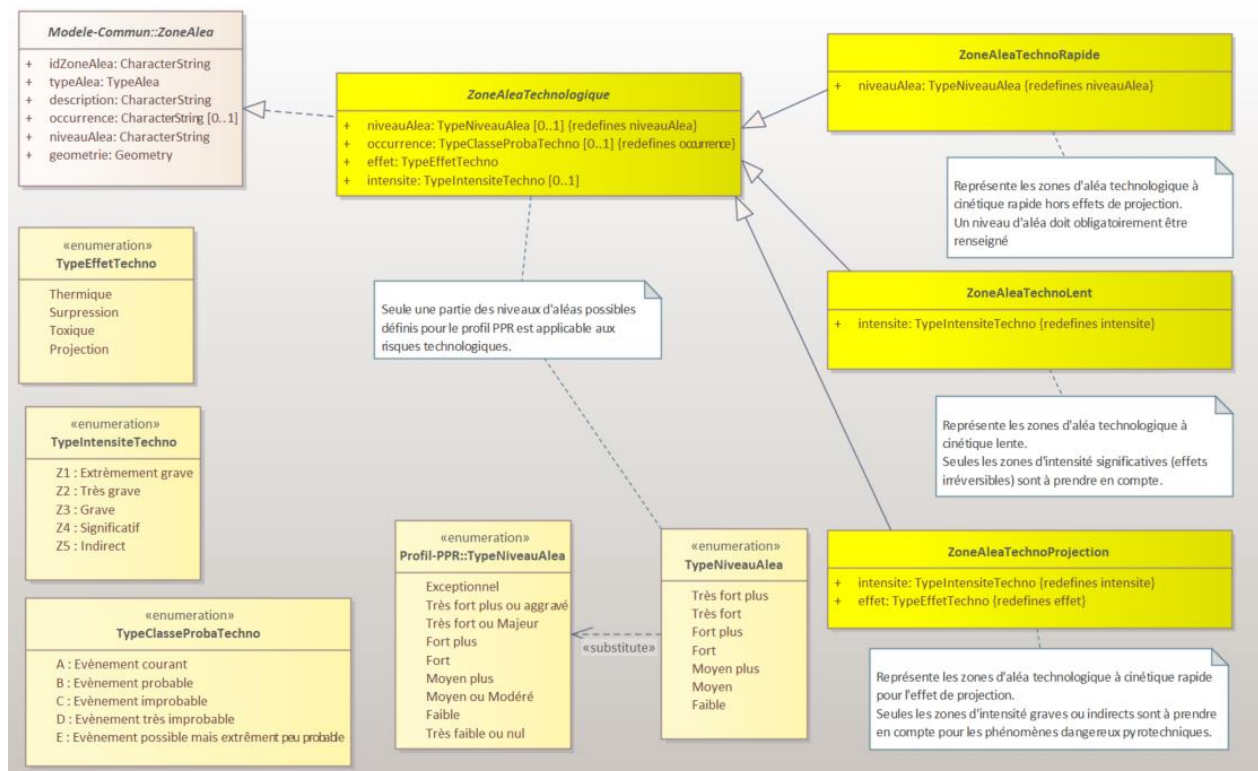 Modele-Commun::ZoneAlea
+ idZoneAlea: CharacterString
+ typeAlea: TypeAlea
+ description: CharacterString
+ occurrence: CharacterString [0..1]
+ niveauAlea: CharacterString
+ geometrie: Geometry
ZoneAleaTechnologique
+ niveauAlea: TypeNiveauAlea [0..1] {redefines niveauAlea}
+ occurrence: TypeClasseProbaTechno [0..1] {redefines occurrence}
+ effet: TypeEffetTechno
+ intensite: TypeIntensiteTechno [0..1]
ZoneAleaTechnoRapide
+ niveauAlea: TypeNiveauAlea {redefines niveauAlea}
Représente les zones d'aléa technologique à
cinétique rapide hors effets de projection.
Un niveau d'aléa doit obligatoirement être
renseigné
«enumeration»
TypeEffetTechno
Thermique
Surpression
Toxique
Projection
Seule une partie des niveaux d'aléas possibles
définis pour le profil PPR est applicable aux
risques technologiques.
ZoneAleaTechnoLent
+ intensite: TypeIntensiteTechno {redefines intensite}
Représente les zones d'aléa technologique à
cinétique lente.
Seules les zones d'intensité significatives (effets
irréversibles) sont à prendre en compte.
«enumeration»
TypeIntensiteTechno
Z1 : Extrèmement grave
Z2 : Très grave
Z3 : Grave
Z4 : Significatif
Z5 : Indirect
«enumeration»
Profil-PPR::TypeNiveauAlea
Exceptionnel
Très fort plus ou aggravé
Très fort ou Majeur
Fort plus
Fort
Moyen plus
Moyen ou Modéré
Faible
Très faible ou nul
«substitute»
«enumeration»
TypeNiveauAlea
Très fort plus
Très fort
Fort plus
Fort
Moyen plus
Moyen
Faible
ZoneAleaTechnoProjection
+ intensite: TypeIntensiteTechno {redefines intensite}
+ effet: TypeEffetTechno {redefines effet}
Représente les zones d'aléa technologique à cinétique rapide
pour l'effet de projection.
Seules les zones d'intensité graves ou indirects sont à prendre
en compte pour les phénomènes dangereux pyrotechniques.
«enumeration»
TypeClasseProbaTechno
A : Evènement courant
B : Evènement probable
C : Evènement improbable
D : Evènement très improbable
E : Evènement possible mais extrêment peu probable